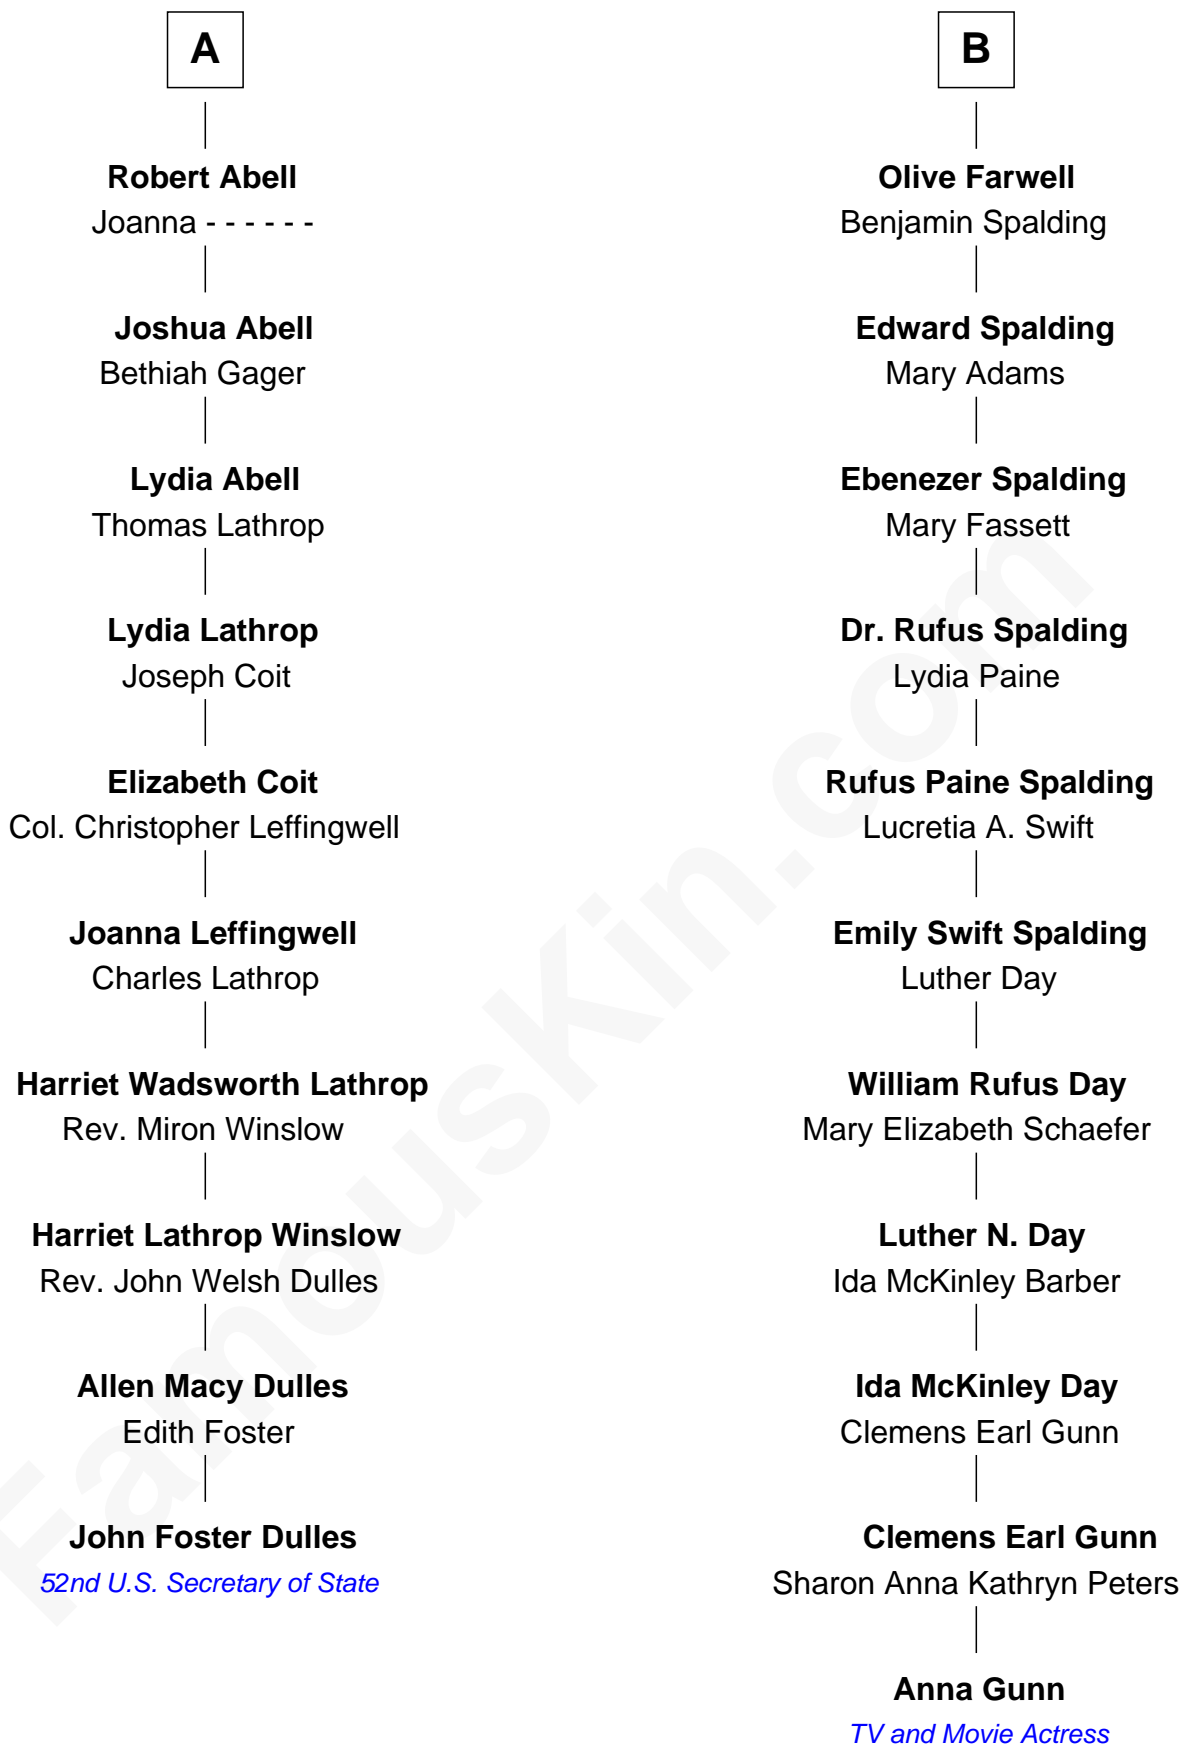 A
Robert Abell
Joanna - - - - - -
Joshua Abell
Bethiah Gager
Lydia Abell
Thomas Lathrop
Lydia Lathrop
Joseph Coit
Elizabeth Coit
Col. Christopher Leffingwell
Joanna Leffingwell
Charles Lathrop
Harriet Wadsworth Lathrop
Rev. Miron Winslow
Harriet Lathrop Winslow
Rev. John Welsh Dulles
Allen Macy Dulles
Edith Foster
John Foster Dulles
52nd U.S. Secretary of State
B
Olive Farwell
Benjamin Spalding
Edward Spalding
Mary Adams
Ebenezer Spalding
Mary Fassett
Dr. Rufus Spalding
Lydia Paine
Rufus Paine Spalding
Lucretia A. Swift
Emily Swift Spalding
Luther Day
William Rufus Day
Mary Elizabeth Schaefer
Luther N. Day
Ida McKinley Barber
Ida McKinley Day
Clemens Earl Gunn
Clemens Earl Gunn
Sharon Anna Kathryn Peters
Anna Gunn
TV and Movie Actress
FamousKin.com